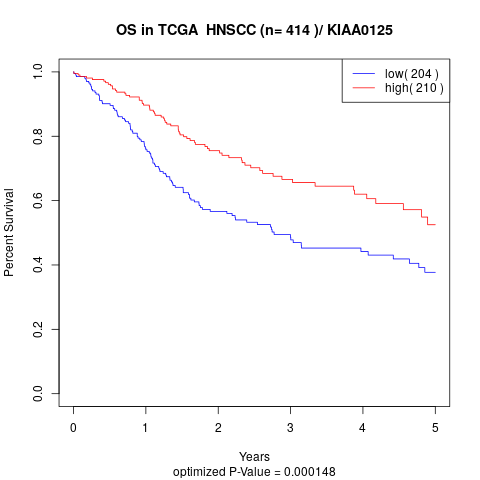 OS in TCGA  HNSCC (n= 414 )/ KIAA0125
low( 204 )
high( 210 )
Percent Survival
1.0
0.8
0.6
0.4
0.2
0.0
0 1 2 3 4 5
Years
optimized P-Value = 0.000148